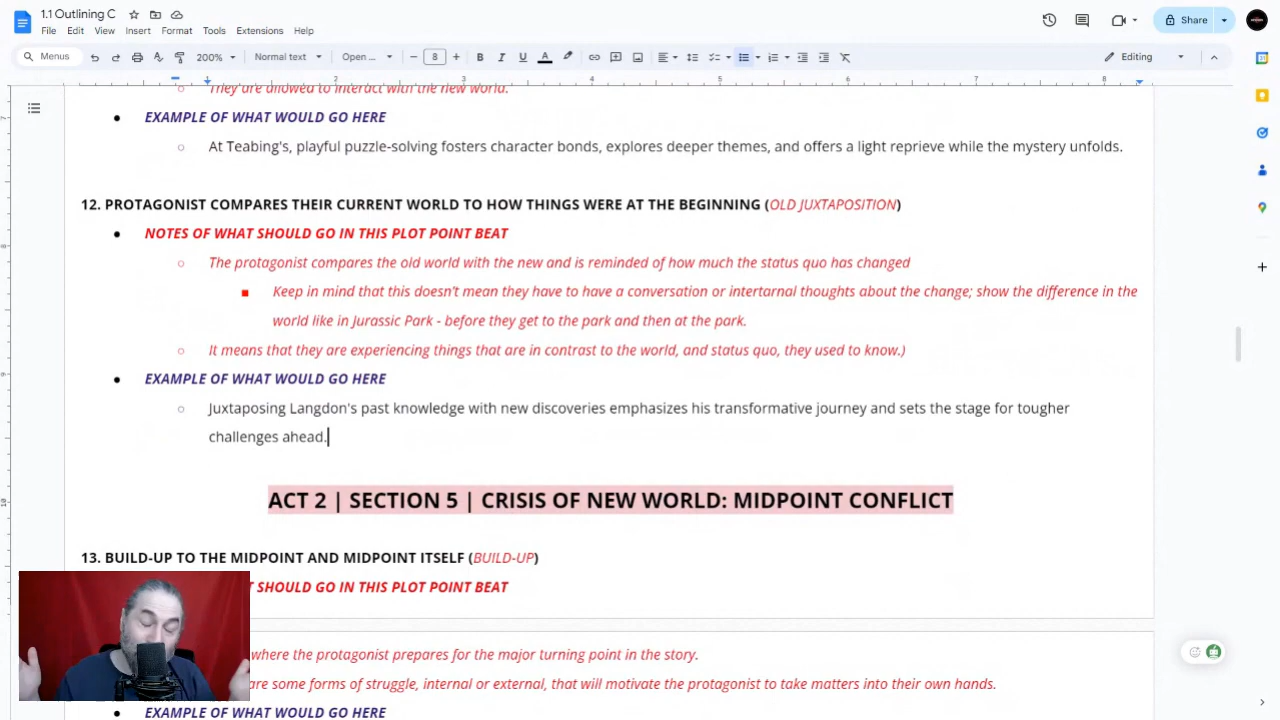 1.1 Outlining C
File Edit View Insert Format Tools Extensions Help
Share
Menus 200% Normal text Open ... 8 B I U A Editing
1 2 3 4 5 6 7 8
They are allowed to interact with the new world.
EXAMPLE OF WHAT WOULD GO HERE
At Teabing's, playful puzzle-solving fosters character bonds, explores deeper themes, and offers a light reprieve while the mystery unfolds.
12. PROTAGONIST COMPARES THEIR CURRENT WORLD TO HOW THINGS WERE AT THE BEGINNING (OLD JUXTAPOSITION)
NOTES OF WHAT SHOULD GO IN THIS PLOT POINT BEAT
The protagonist compares the old world with the new and is reminded of how much the status quo has changed
Keep in mind that this doesn't mean they have to have a conversation or intertarnal thoughts about the change; show the difference in the
world like in Jurassic Park - before they get to the park and then at the park.
It means that they are experiencing things that are in contrast to the world, and status quo, they used to know.)
EXAMPLE OF WHAT WOULD GO HERE
Juxtaposing Langdon's past knowledge with new discoveries emphasizes his transformative journey and sets the stage for tougher
challenges ahead.
ACT 2 | SECTION 5 | CRISIS OF NEW WORLD: MIDPOINT CONFLICT
13. BUILD-UP TO THE MIDPOINT AND MIDPOINT ITSELF (BUILD-UP)
SHOULD GO IN THIS PLOT POINT BEAT
where the protagonist prepares for the major turning point in the story.
are some forms of struggle, internal or external, that will motivate the protagonist to take matters into their own hands.
EXAMPLE OF WHAT WOULD GO HERE